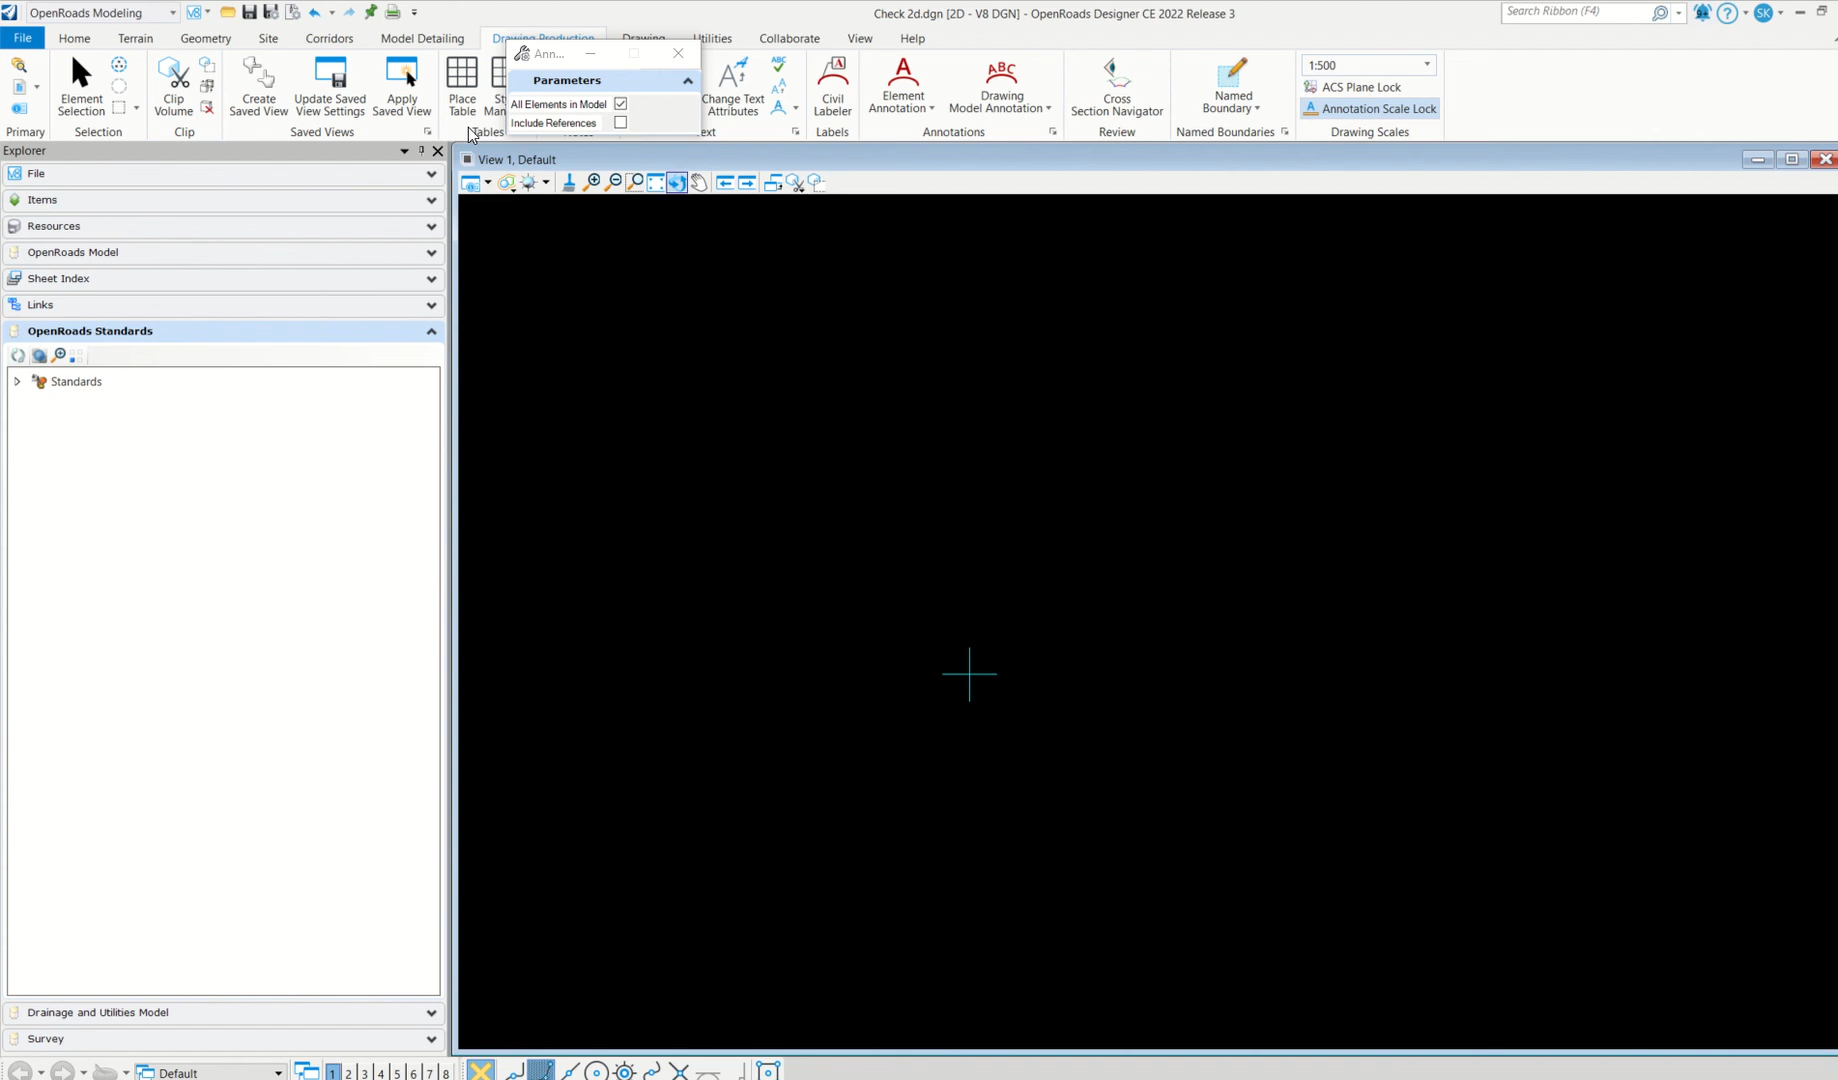 OpenRoads Modeling
Check 2d.dgn [2D - V8 DGN] - OpenRoads Designer CE 2022 Release 3
Search Ribbon (F4)
SK
File
Home
Terrain
Geometry
Site
Corridors
Model Detailing
Drawing Production
Drawing
Utilities
Collaborate
View
Help
Ann...
Parameters
All Elements in Model
Include References
Element Selection
Clip Volume
Create Saved View
Update Saved View Settings
Apply Saved View
Place Table
Change Text Attributes
Civil Labeler
Element Annotation
Drawing Model Annotation
Cross Section Navigator
Named Boundary
1:500
ACS Plane Lock
Annotation Scale Lock
Primary
Selection
Clip
Saved Views
Tables
Labels
Annotations
Review
Named Boundaries
Drawing Scales
Explorer
File
Items
Resources
OpenRoads Model
Sheet Index
Links
OpenRoads Standards
Standards
Drainage and Utilities Model
Survey
View 1, Default
Default
1 2 3 4 5 6 7 8